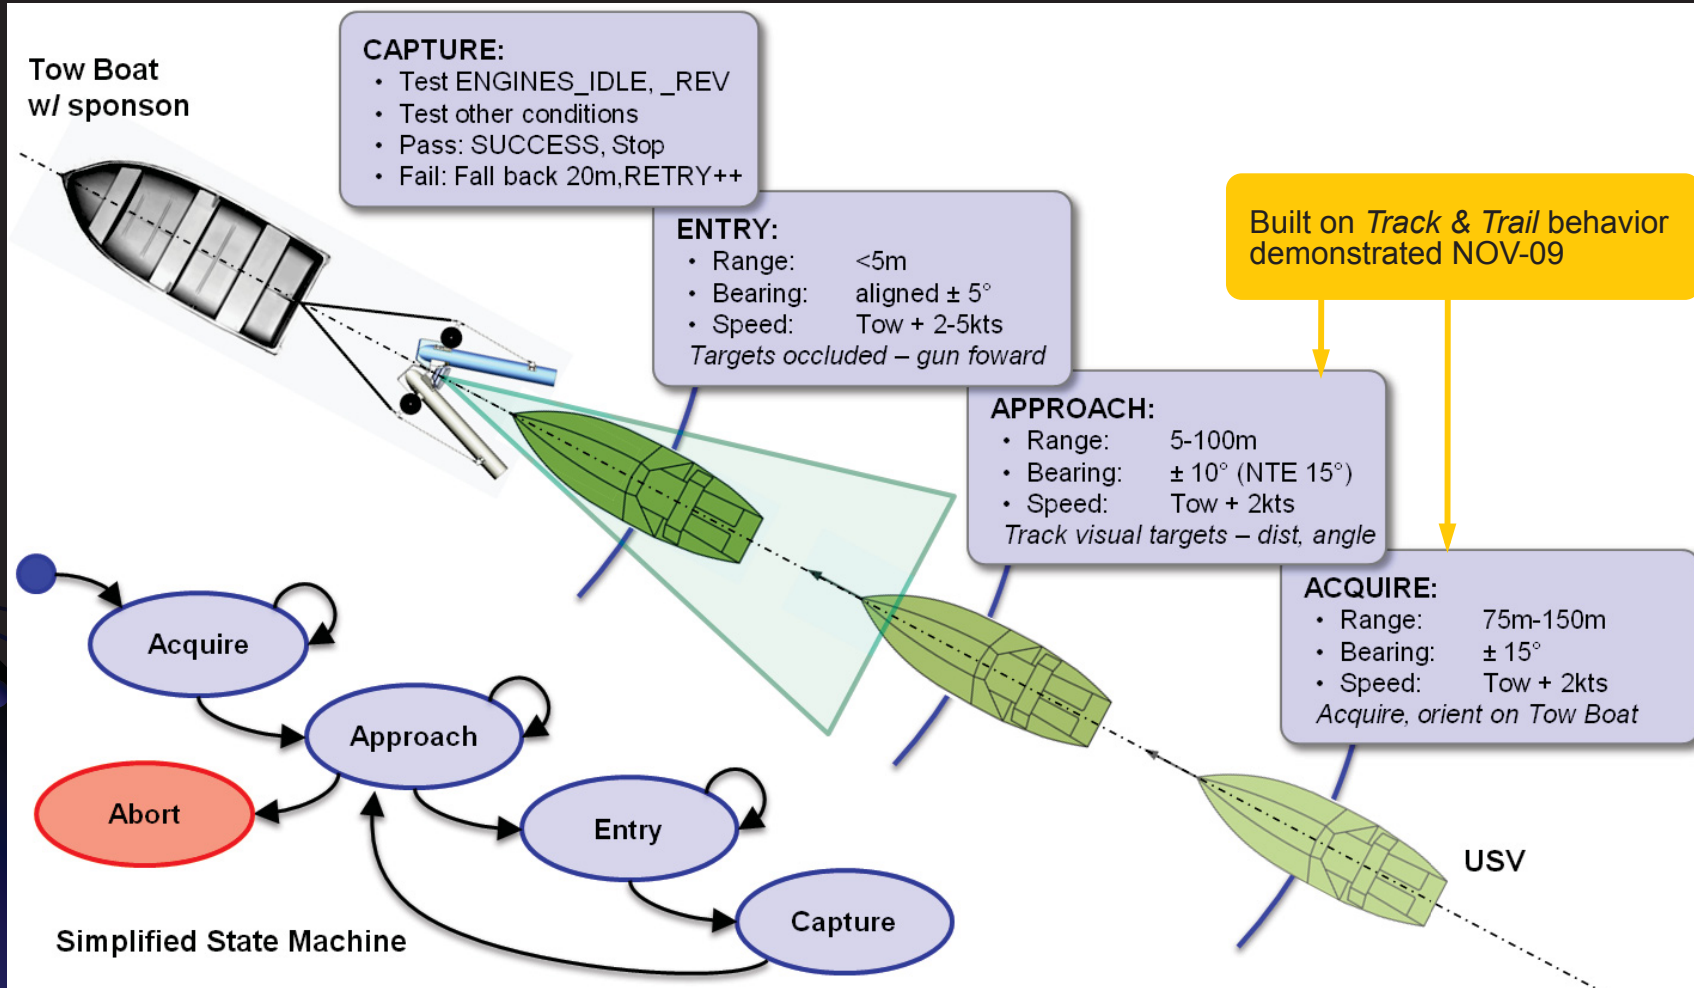 Tow Boat
w/ sponson
CAPTURE:
• Test ENGINES_IDLE, _REV
• Test other conditions
• Pass: SUCCESS, Stop
• Fail: Fall back 20m,RETRY++
ENTRY:
• Range: <5m
• Bearing: aligned ± 5°
• Speed: Tow + 2-5kts
Targets occluded – gun foward
Built on Track & Trail behavior
demonstrated NOV-09
APPROACH:
• Range: 5-100m
• Bearing: ± 10° (NTE 15°)
• Speed: Tow + 2kts
Track visual targets – dist, angle
ACQUIRE:
• Range: 75m-150m
• Bearing: ± 15°
• Speed: Tow + 2kts
Acquire, orient on Tow Boat
USV
Acquire
Approach
Abort
Entry
Capture
Simplified State Machine